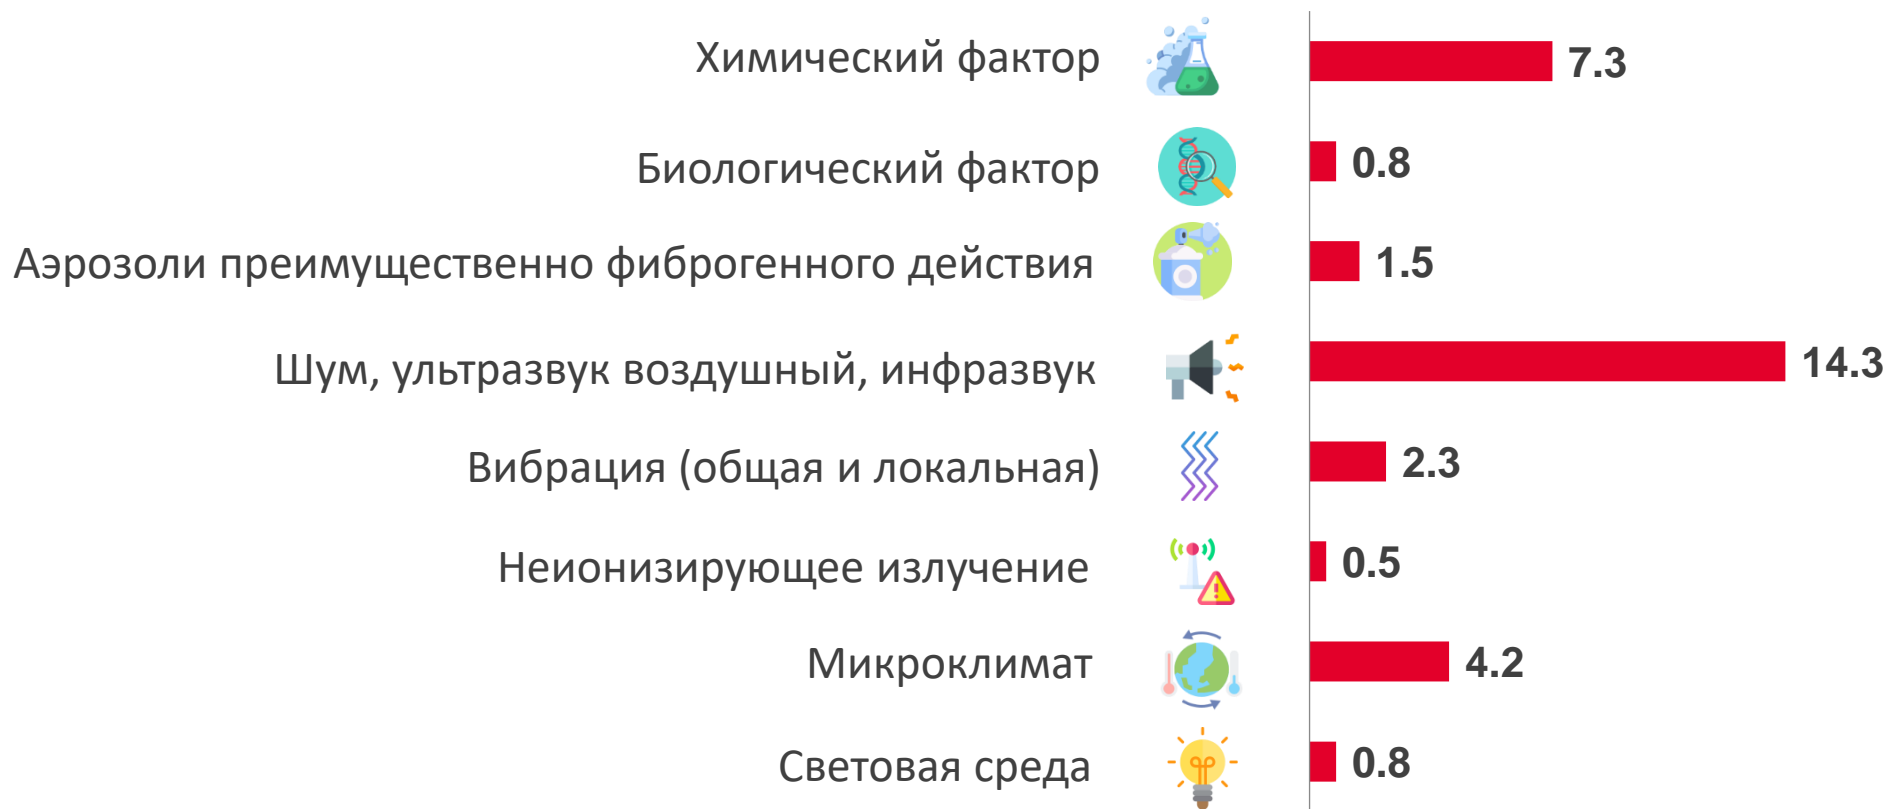 Химический фактор 7.3
Биологический фактор 0.8
Аэрозоли преимущественно фиброгенного действия 1.5
Шум, ультразвук воздушный, инфразвук 14.3
Вибрация (общая и локальная) 2.3
Неионизирующее излучение 0.5
Микроклимат 4.2
Световая среда 0.8